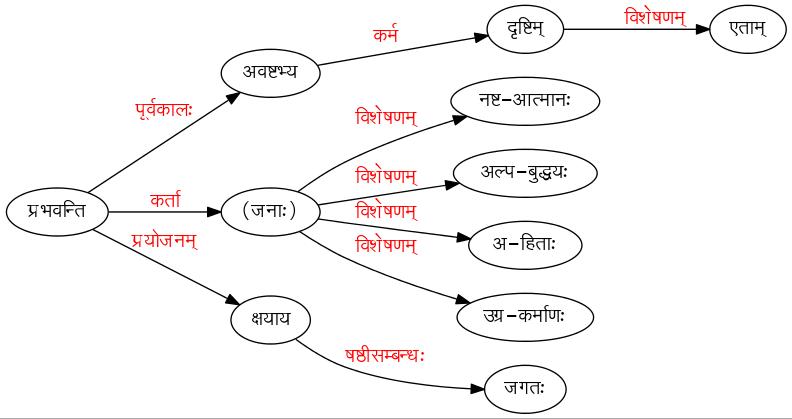 विशेषणम्
दृष्टिम्
एताम्
कर्म
अवष्टभ्य
पूर्वकालः
विशेषणम्
नष्ट-आत्मानः
विशेषणम्
अल्प-बुद्धयः
प्रभवन्ति
कर्ता
(जनाः)
विशेषणम्
अ-हिताः
प्रयोजनम्
विशेषणम्
उग्र-कर्माणः
क्षयाय
षष्ठीसम्बन्धः
जगतः